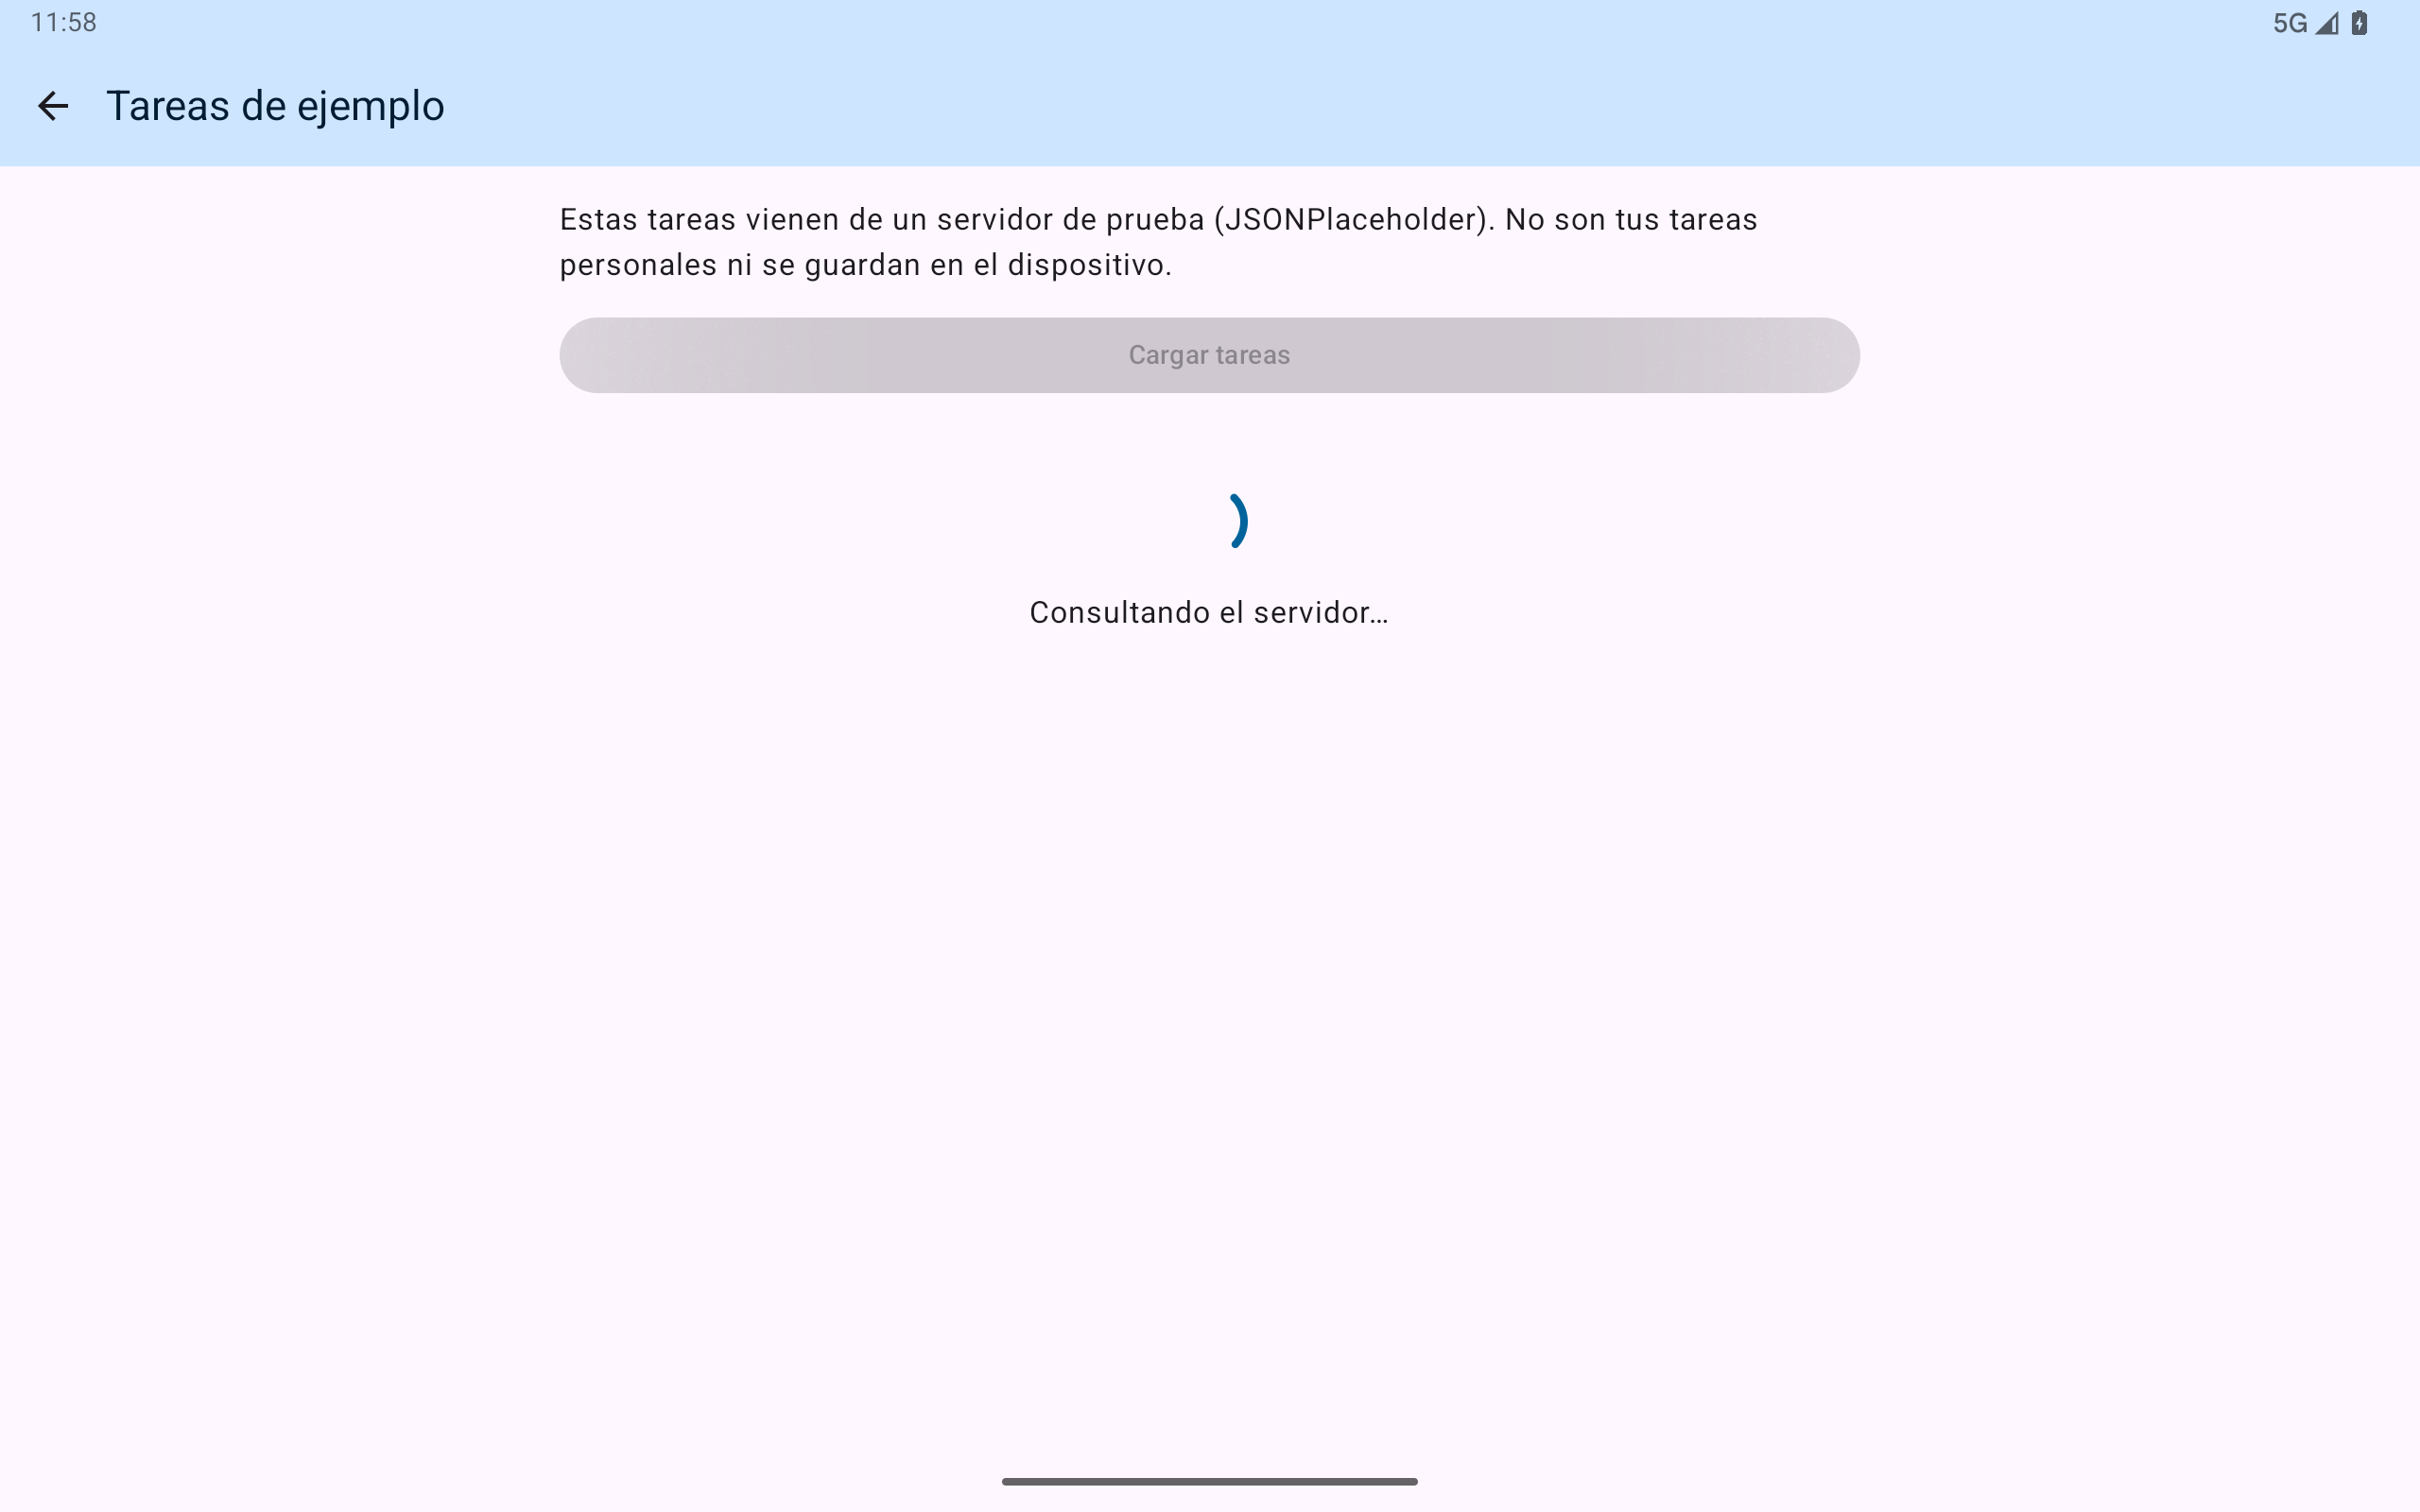 11:58
5G
Tareas de ejemplo
Estas tareas vienen de un servidor de prueba (JSONPlaceholder). No son tus tareas
personales ni se guardan en el dispositivo.
Cargar tareas
Consultando el servidor…